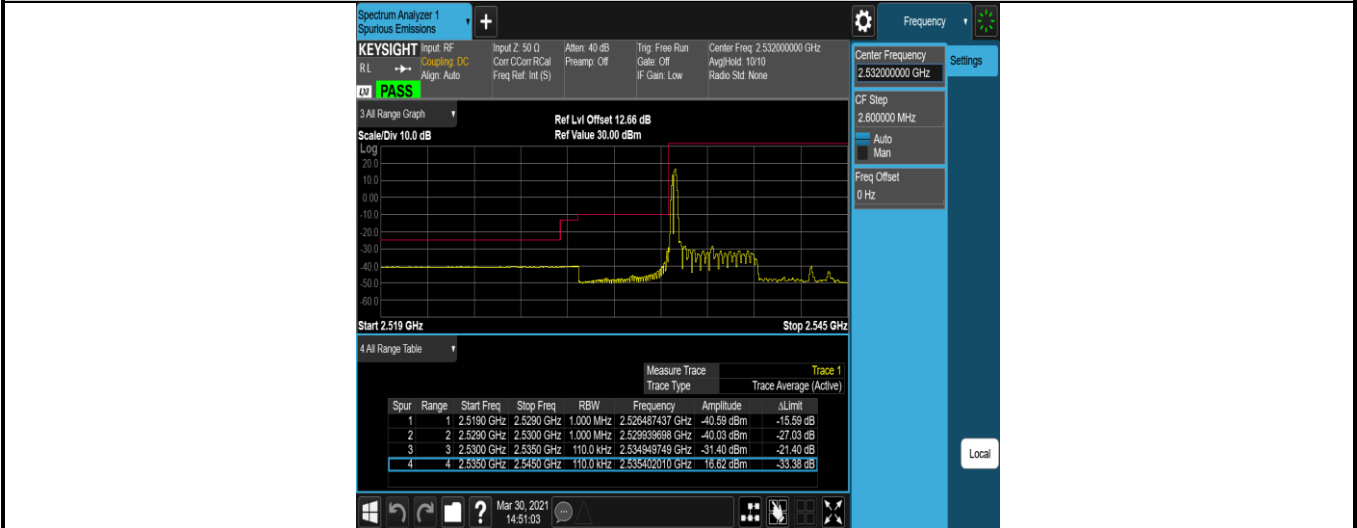 Spectrum Analyzer 1
Spurious Emissions
+
Frequency
KEYSIGHT
RL
LXI PASS
Input: RF
Coupling: DC
Align: Auto
Input Z: 50 Ω
Corr CCorr RCal
Freq Ref: Int (S)
Atten: 40 dB
Preamp: Off
Trig: Free Run
Gate: Off
IF Gain: Low
Center Freq: 2.532000000 GHz
Avg|Hold: 10/10
Radio Std: None
Center Frequency
2.532000000 GHz
Settings
CF Step
2.600000 MHz
Auto
Man
Freq Offset
0 Hz
Local
3 All Range Graph
Scale/Div 10.0 dB
Ref Lvl Offset 12.66 dB
Ref Value 30.00 dBm
Log
20.0
10.0
0.00
-10.0
-20.0
-30.0
-40.0
-50.0
-60.0
Start 2.519 GHz Stop 2.545 GHz
4 All Range Table
Measure Trace Trace 1
Trace Type Trace Average (Active)
Spur Range Start Freq Stop Freq RBW Frequency Amplitude ΔLimit
1 1 2.5190 GHz 2.5290 GHz 1.000 MHz 2.526487437 GHz -40.59 dBm -15.59 dB
2 2 2.5290 GHz 2.5300 GHz 1.000 MHz 2.529939698 GHz -40.03 dBm -27.03 dB
3 3 2.5300 GHz 2.5350 GHz 110.0 kHz 2.534949749 GHz -31.40 dBm -21.40 dB
4 4 2.5350 GHz 2.5450 GHz 110.0 kHz 2.535402010 GHz 16.62 dBm -33.38 dB
?
Mar 30, 2021
14:51:03